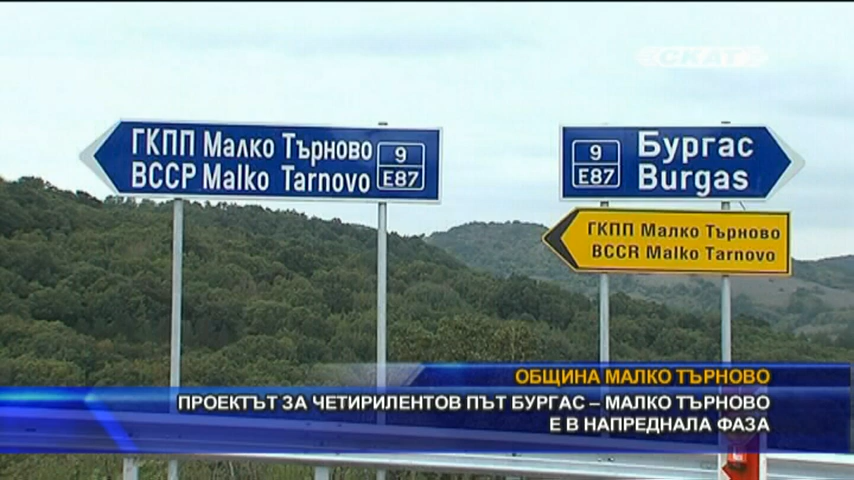 СКАТ
ГКПП Малко Търново
BCCP Malko Tarnovo
9
E87
9
E87
Бургас
Burgas
ГКПП Малко Търново
BCCR Malko Tarnovo
ОБЩИНА МАЛКО ТЪРНОВО
ПРОЕКТЪТ ЗА ЧЕТИРИЛЕНТОВ ПЪТ БУРГАС – МАЛКО ТЪРНОВО
Е В НАПРЕДНАЛА ФАЗА